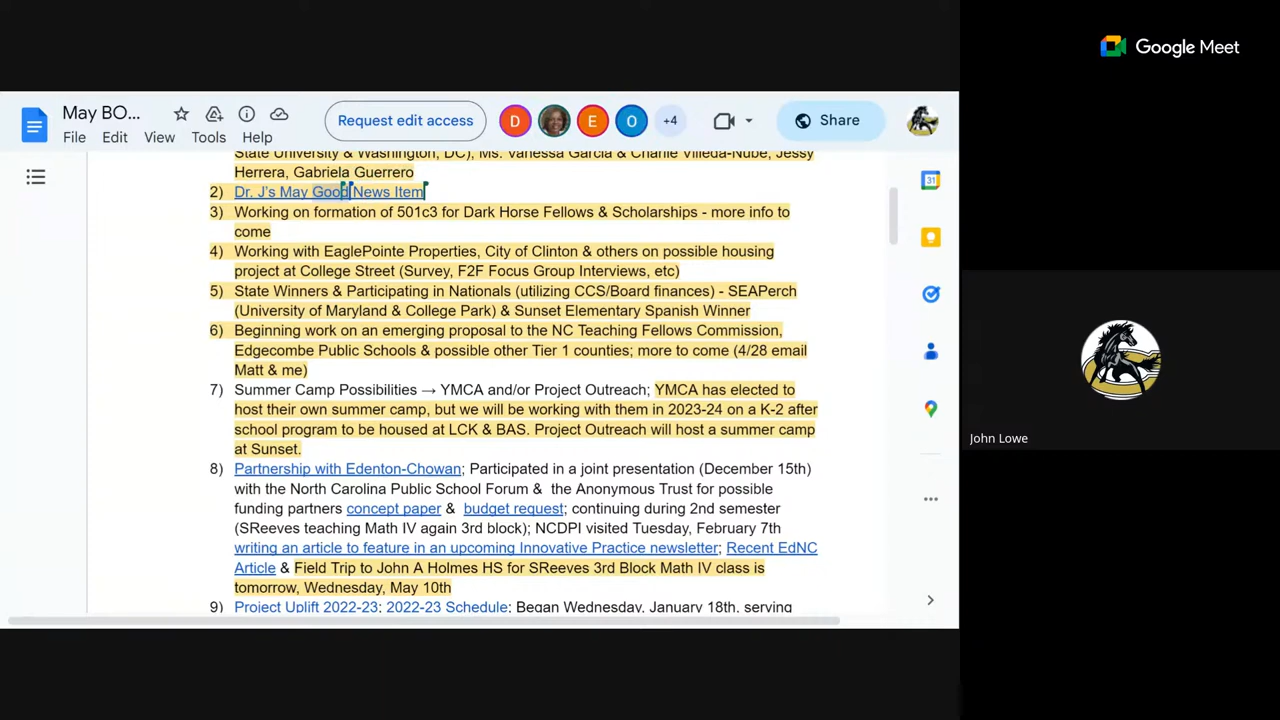 Google Meet
May BO...
File Edit View Tools Help
Request edit access
D E O +4
Share
State University & Washington, DC), Ms. Vanessa Garcia & Charlie Villeda-Nube, Jessy
Herrera, Gabriela Guerrero
2) Dr. J's May Good News Item
3) Working on formation of 501c3 for Dark Horse Fellows & Scholarships - more info to
come
4) Working with EaglePointe Properties, City of Clinton & others on possible housing
project at College Street (Survey, F2F Focus Group Interviews, etc)
5) State Winners & Participating in Nationals (utilizing CCS/Board finances) - SEAPerch
(University of Maryland & College Park) & Sunset Elementary Spanish Winner
6) Beginning work on an emerging proposal to the NC Teaching Fellows Commission,
Edgecombe Public Schools & possible other Tier 1 counties; more to come (4/28 email
Matt & me)
7) Summer Camp Possibilities → YMCA and/or Project Outreach; YMCA has elected to
host their own summer camp, but we will be working with them in 2023-24 on a K-2 after
school program to be housed at LCK & BAS. Project Outreach will host a summer camp
at Sunset.
8) Partnership with Edenton-Chowan; Participated in a joint presentation (December 15th)
with the North Carolina Public School Forum & the Anonymous Trust for possible
funding partners concept paper & budget request; continuing during 2nd semester
(SReeves teaching Math IV again 3rd block); NCDPI visited Tuesday, February 7th
writing an article to feature in an upcoming Innovative Practice newsletter; Recent EdNC
Article & Field Trip to John A Holmes HS for SReeves 3rd Block Math IV class is
tomorrow, Wednesday, May 10th
9) Project Uplift 2022-23; 2022-23 Schedule; Began Wednesday, January 18th, serving
31
John Lowe